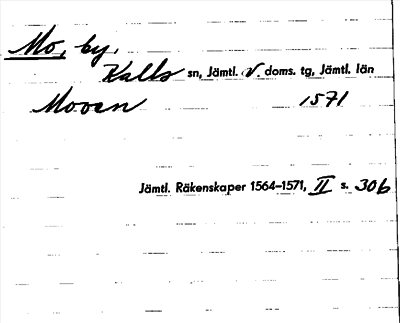 Mo, by.
Kalls sn, Jämtl. v. doms. tg, Jämtl. län
Mooen 1571
Jämtl. Räkenskaper 1564-1571, II s. 306